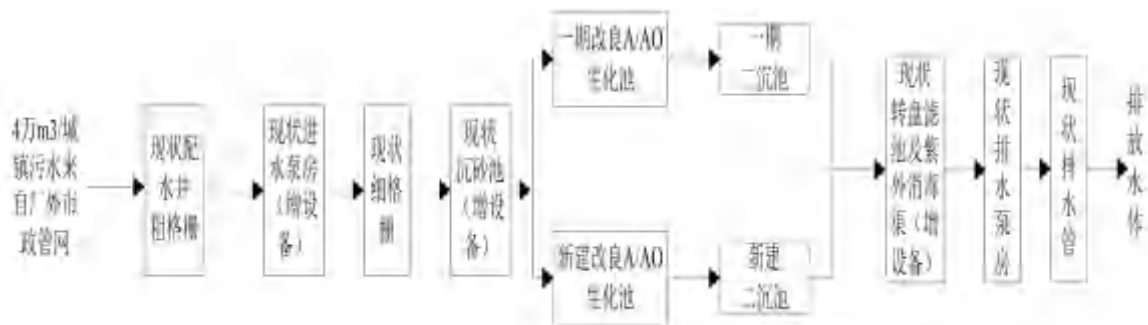 4万m3/城
镇污水来
自厂外市
政管网
现状配
水井
粗格栅
现状进
水泵房
（增设
备）
现状
细格
栅
现状
沉砂池
（增设
备）
一期改良A/AO
生化池
一期
二沉池
新建改良A/AO
生化池
新建
二沉池
现状
转盘滤
池及紫
外消毒
渠（增
设备）
现
状
排
水
泵
房
现
状
排
水
管
排
放
水
体